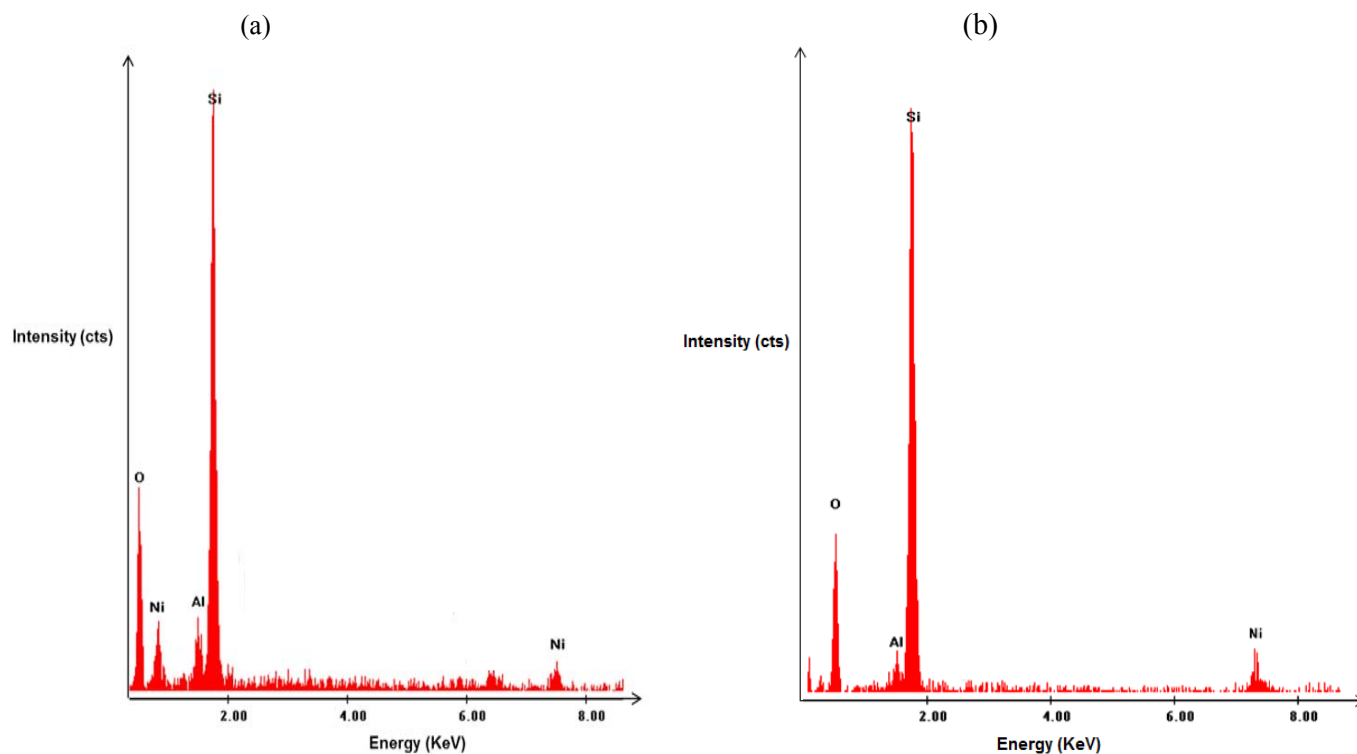 (a)
Si
Intensity (cts)
O
Ni
Al
Ni
2.00 4.00 6.00 8.00
Energy (KeV)
(b)
Si
Intensity (cts)
O
Al
Ni
2.00 4.00 6.00 8.00
Energy (KeV)